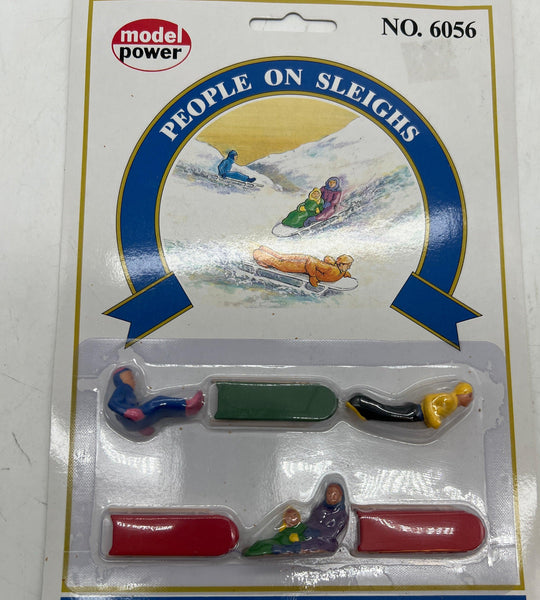 model
power
NO. 6056
PEOPLE ON SLEIGHS